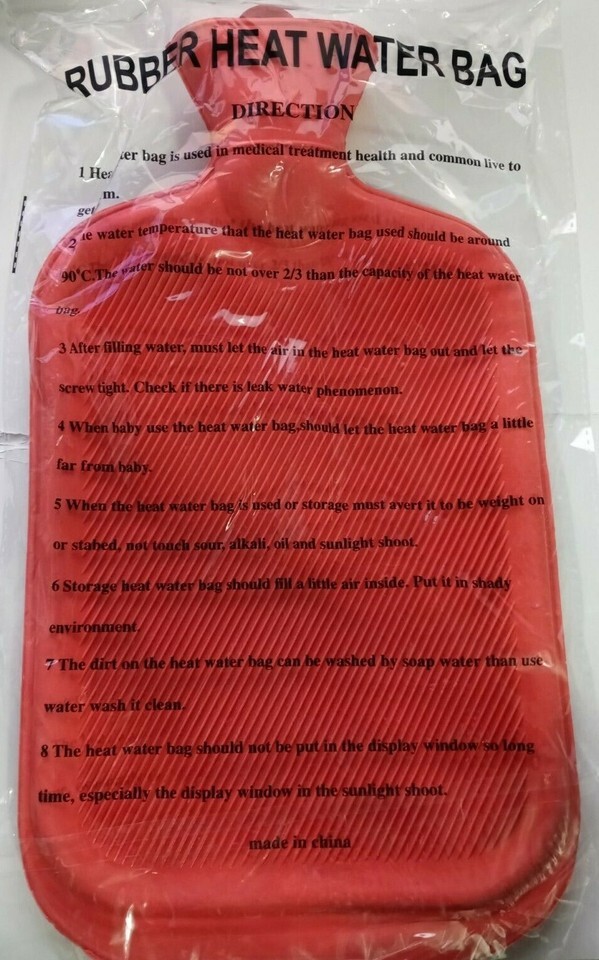 RUBBER HEAT WATER BAG
DIRECTION
1 Hea ter bag is used in medical treatment health and common live to
get m.
2 he water temperature that the heat water bag used should be around
90°C.The water should be not over 2/3 than the capacity of the heat water
bag.
3 After filling water, must let the air in the heat water bag out and let the
screw tight. Check if there is leak water phenomenon.
4 When baby use the heat water bag,should let the heat water bag a little
far from baby.
5 When the heat water bag is used or storage must avert it to be weight on
or stabed, not touch sour, alkali, oil and sunlight shoot.
6 Storage heat water bag should fill a little air inside. Put it in shady
environment.
7 The dirt on the heat water bag can be washed by soap water than use
water wash it clean.
8 The heat water bag should not be put in the display window so long
time, especially the display window in the sunlight shoot.
made in china